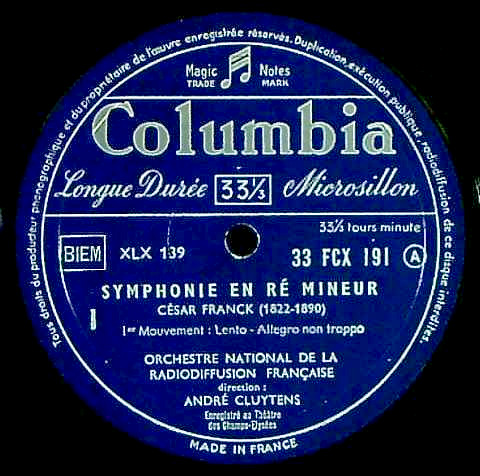 Tous droits du producteur phonographique et du propriétaire de l'œuvre enregistrée réservés. Duplication, exécution publique, radiodiffusion de ce disque interdites.
Magic Notes
TRADE MARK
Columbia
Longue Durée 33⅓ Microsillon
33⅓ tours minute
BIEM XLX 139 33 FCX 191 A
SYMPHONIE EN RÉ MINEUR
CÉSAR FRANCK (1822-1890)
I 1er Mouvement : Lento - Allegro non troppo
ORCHESTRE NATIONAL DE LA
RADIODIFFUSION FRANÇAISE
direction :
ANDRÉ CLUYTENS
Enregistré au Théâtre
des Champs-Elysées
MADE IN FRANCE